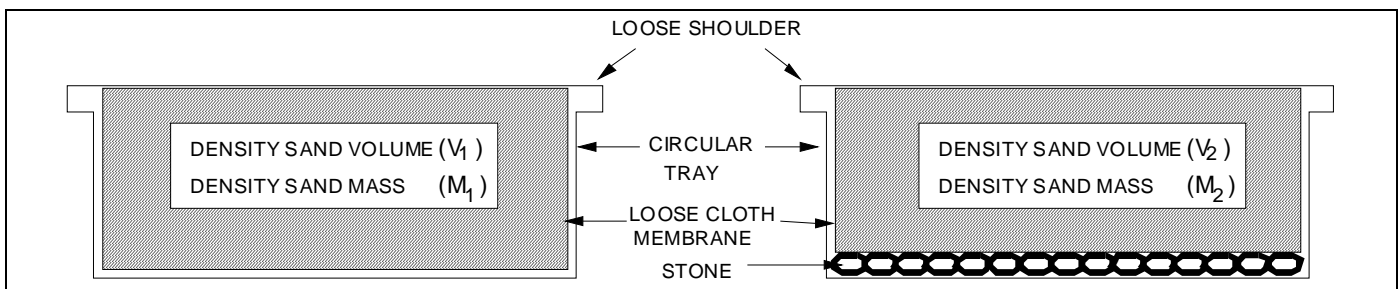 LOOSE SHOULDER
DENSITY SAND VOLUME (V1)
DENSITY SAND MASS (M1)
CIRCULAR
TRAY
LOOSE CLOTH
MEMBRANE
STONE
DENSITY SAND VOLUME (V2)
DENSITY SAND MASS (M2)